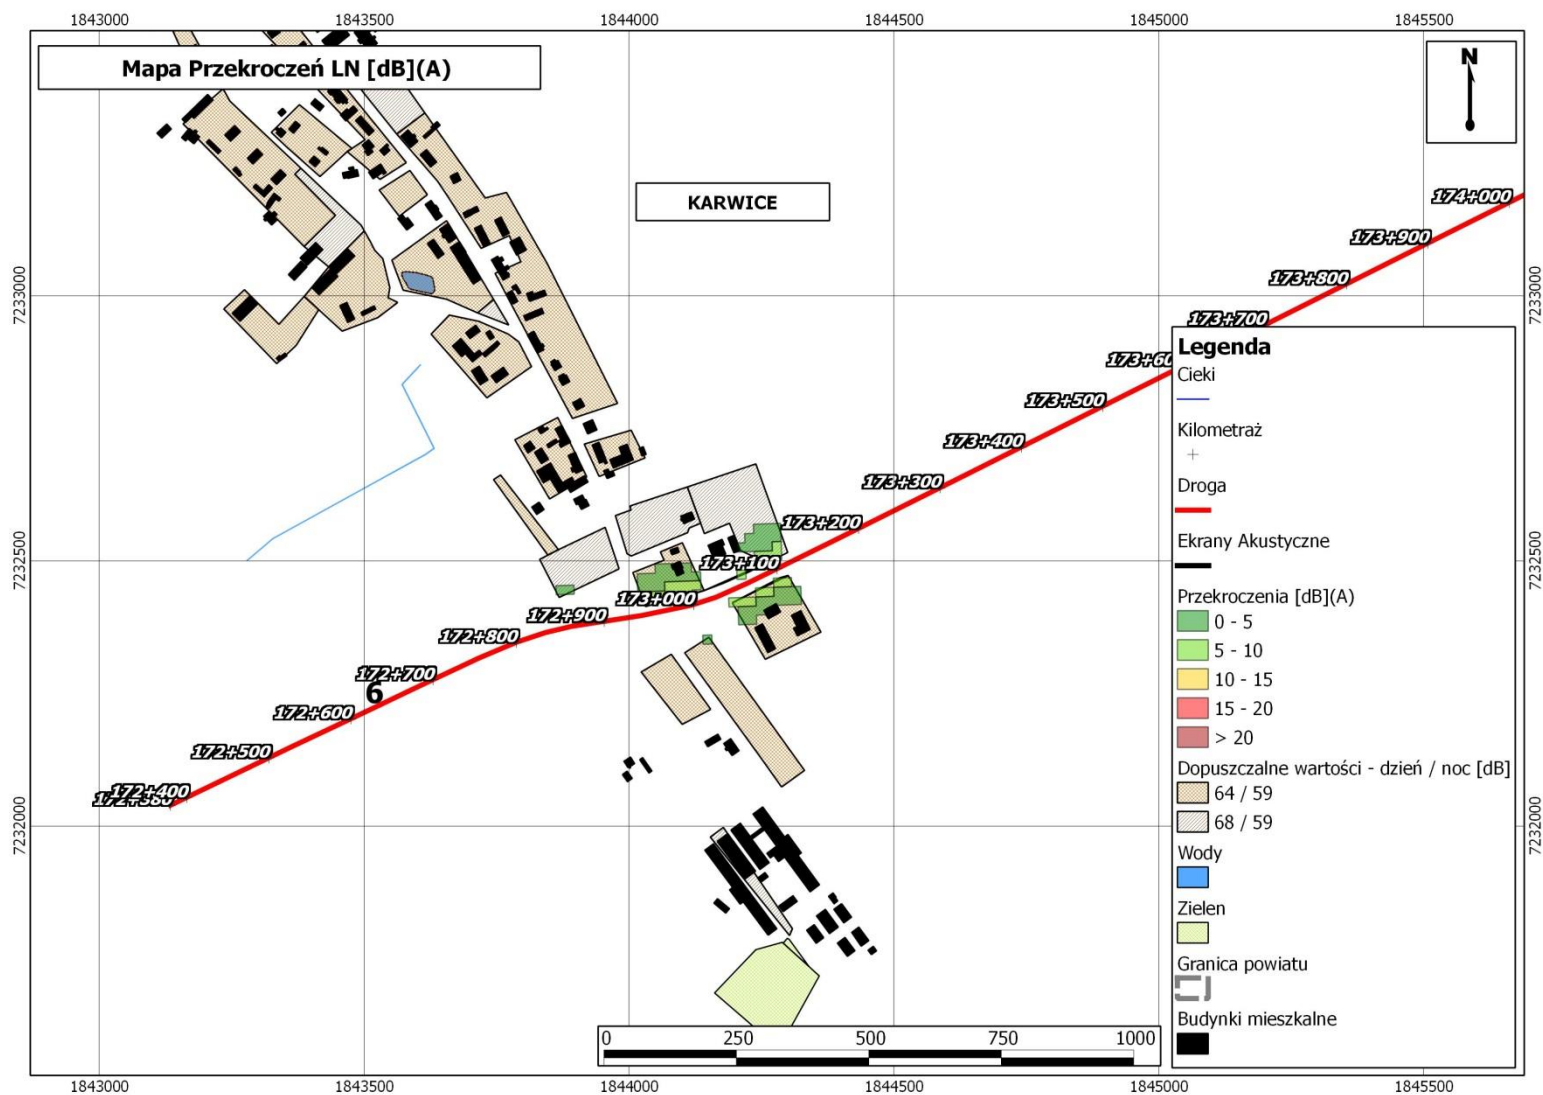 1843000 1843500 1844000 1844500 1845000 1845500
Mapa Przekroczeń LN [dB](A)
N
KARWICE
174+000
173+900
173+800
173+700
173+60
173+500
173+400
173+300
173+200
173+100
173+000
172+900
172+800
172+700
6
172+600
172+500
172+400
172+380
7233000
7232500
7232000
7233000
7232500
7232000
Legenda
Cieki
Kilometraż
Droga
Ekrany Akustyczne
Przekroczenia [dB](A)
0 - 5
5 - 10
10 - 15
15 - 20
> 20
Dopuszczalne wartości - dzień / noc [dB]
64 / 59
68 / 59
Wody
Zielen
Granica powiatu
Budynki mieszkalne
0 250 500 750 1000
1843000 1843500 1844000 1844500 1845000 1845500